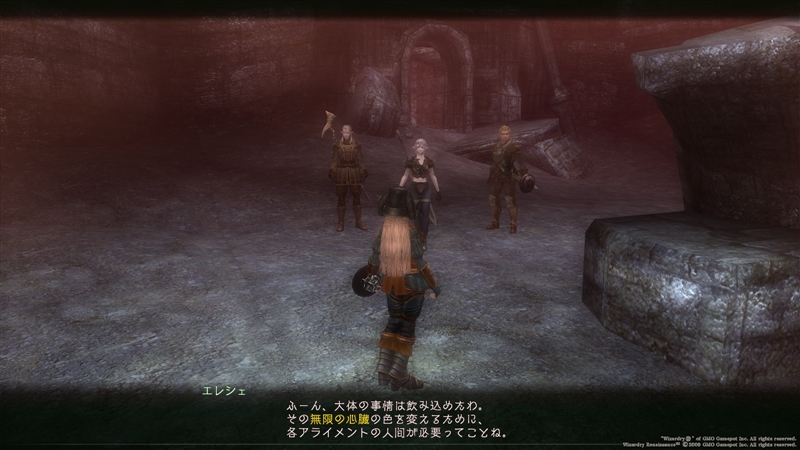 エレシェ
ふーん、大体の事情は飲み込めたわ。
その無限の心臓の色を変えるために、
各アライメントの人間が必要ってことね。
"Wizardry@" of GMO Gamepot Inc. All rights reserved.
Wizardry Renaissance™ © 2009 GMO Gamepot Inc. All rights reserved.